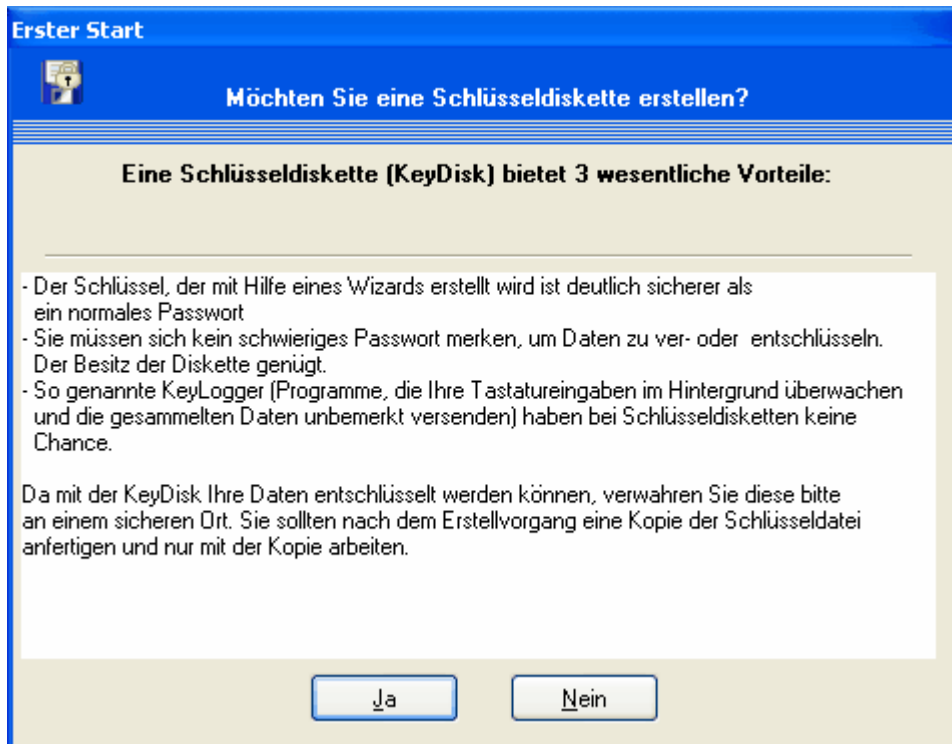 Erster Start
Möchten Sie eine Schlüsseldiskette erstellen?
Eine Schlüsseldiskette (KeyDisk) bietet 3 wesentliche Vorteile:
- Der Schlüssel, der mit Hilfe eines Wizards erstellt wird ist deutlich sicherer als
ein normales Passwort
- Sie müssen sich kein schwieriges Passwort merken, um Daten zu ver- oder  entschlüsseln.
Der Besitz der Diskette genügt.
- So genannte KeyLogger (Programme, die Ihre Tastatureingaben im Hintergrund überwachen
und die gesammelten Daten unbemerkt versenden) haben bei Schlüsseldisketten keine
Chance.
Da mit der KeyDisk Ihre Daten entschlüsselt werden können, verwahren Sie diese bitte
an einem sicheren Ort. Sie sollten nach dem Erstellvorgang eine Kopie der Schlüsseldatei
anfertigen und nur mit der Kopie arbeiten.
Ja
Nein